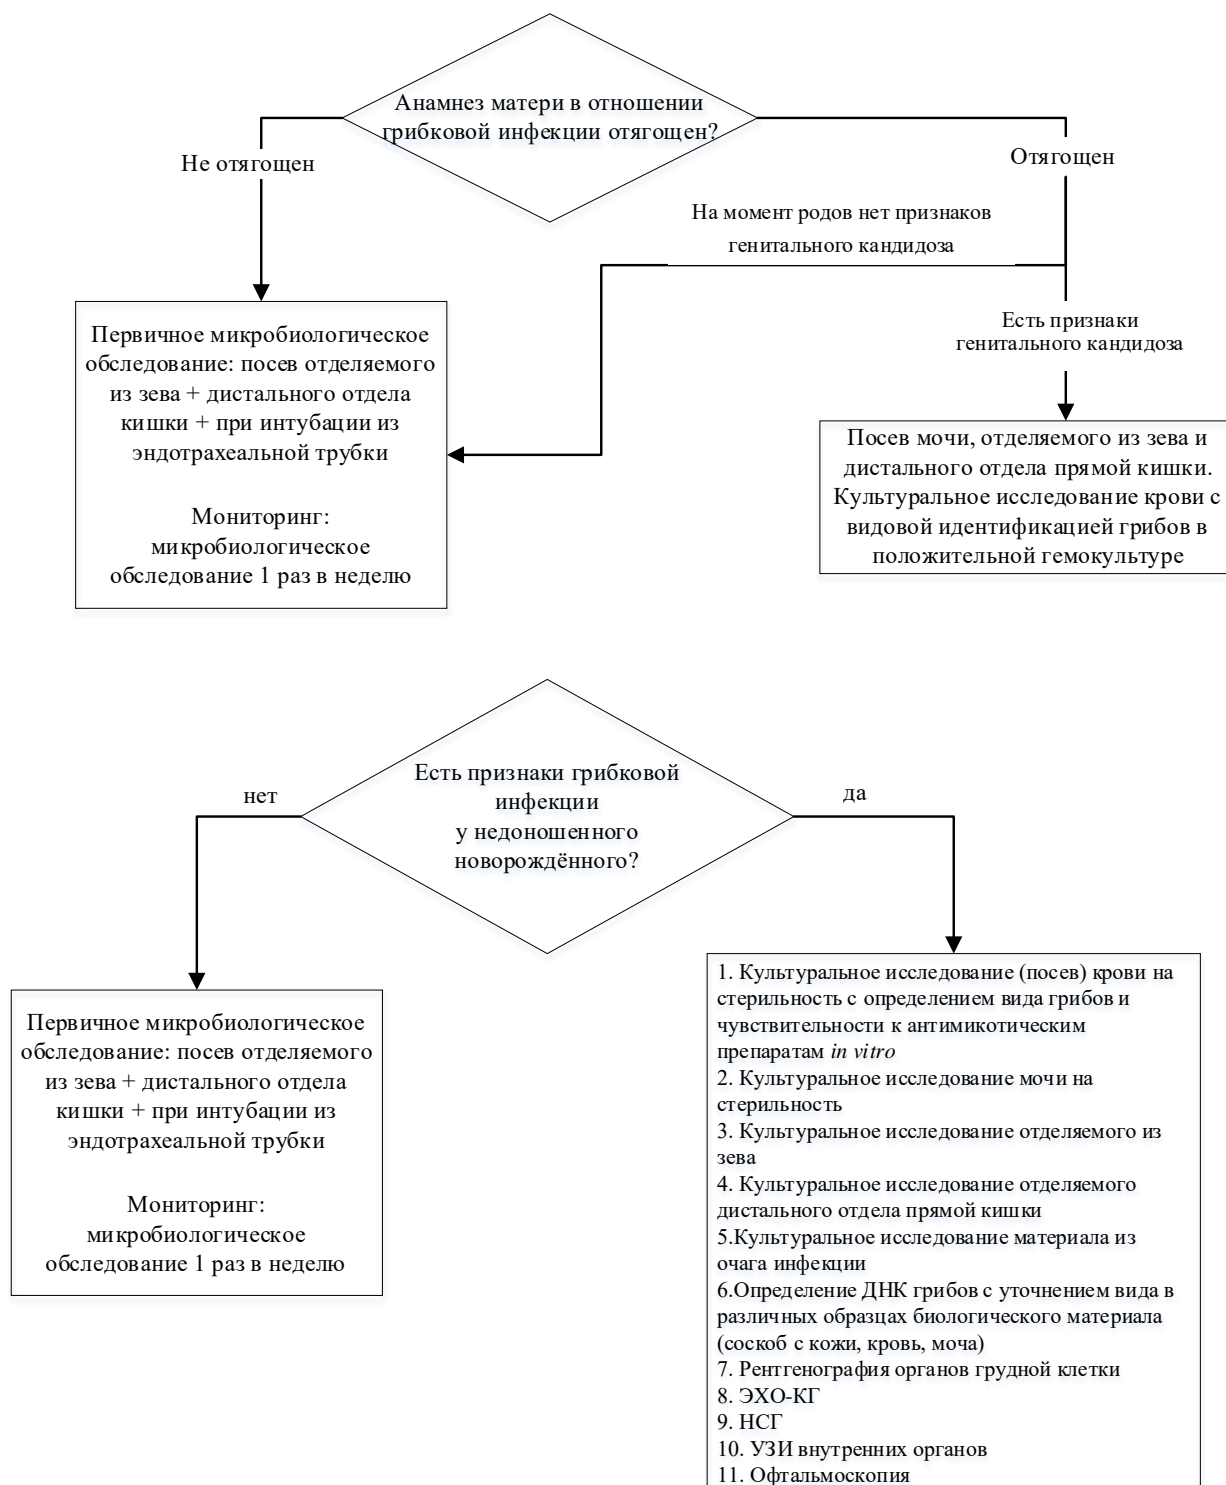 Анамнез матери в отношении
грибковой инфекции отягощен?
Не отягощен
Отягощен
На момент родов нет признаков
генитального кандидоза
Есть признаки
генитального кандидоза
Первичное микробиологическое
обследование: посев отделяемого
из зева + дистального отдела
кишки + при интубации из
эндотрахеальной трубки
Мониторинг:
микробиологическое
обследование 1 раз в неделю
Посев мочи, отделяемого из зева и
дистального отдела прямой кишки.
Культуральное исследование крови с
видовой идентификацией грибов в
положительной гемокультуре
Есть признаки грибковой
инфекции
у недоношенного
новорождённого?
нет
да
Первичное микробиологическое
обследование: посев отделяемого
из зева + дистального отдела
кишки + при интубации из
эндотрахеальной трубки
Мониторинг:
микробиологическое
обследование 1 раз в неделю
1. Культуральное исследование (посев) крови на
стерильность с определением вида грибов и
чувствительности к антимикотическим
препаратам in vitro
2. Культуральное исследование мочи на
стерильность
3. Культуральное исследование отделяемого из
зева
4. Культуральное исследование отделяемого
дистального отдела прямой кишки
5.Культуральное исследование материала из
очага инфекции
6.Определение ДНК грибов с уточнением вида в
различных образцах биологического материала
(соскоб с кожи, кровь, моча)
7. Рентгенография органов грудной клетки
8. ЭХО-КГ
9. НСГ
10. УЗИ внутренних органов
11. Офтальмоскопия